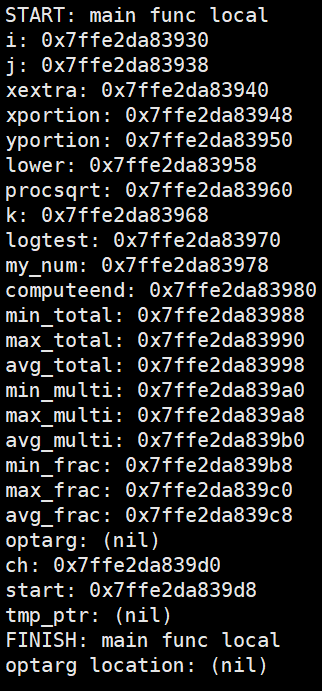 START: main func local
i: 0x7ffe2da83930
j: 0x7ffe2da83938
xextra: 0x7ffe2da83940
xportion: 0x7ffe2da83948
yportion: 0x7ffe2da83950
lower: 0x7ffe2da83958
procsqrt: 0x7ffe2da83960
k: 0x7ffe2da83968
logtest: 0x7ffe2da83970
my_num: 0x7ffe2da83978
computeend: 0x7ffe2da83980
min_total: 0x7ffe2da83988
max_total: 0x7ffe2da83990
avg_total: 0x7ffe2da83998
min_multi: 0x7ffe2da839a0
max_multi: 0x7ffe2da839a8
avg_multi: 0x7ffe2da839b0
min_frac: 0x7ffe2da839b8
max_frac: 0x7ffe2da839c0
avg_frac: 0x7ffe2da839c8
optarg: (nil)
ch: 0x7ffe2da839d0
start: 0x7ffe2da839d8
tmp_ptr: (nil)
FINISH: main func local
optarg location: (nil)